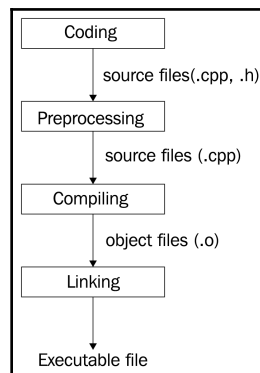 Coding
source files(.cpp, .h)
Preprocessing
source files (.cpp)
Compiling
object files (.o)
Linking
Executable file